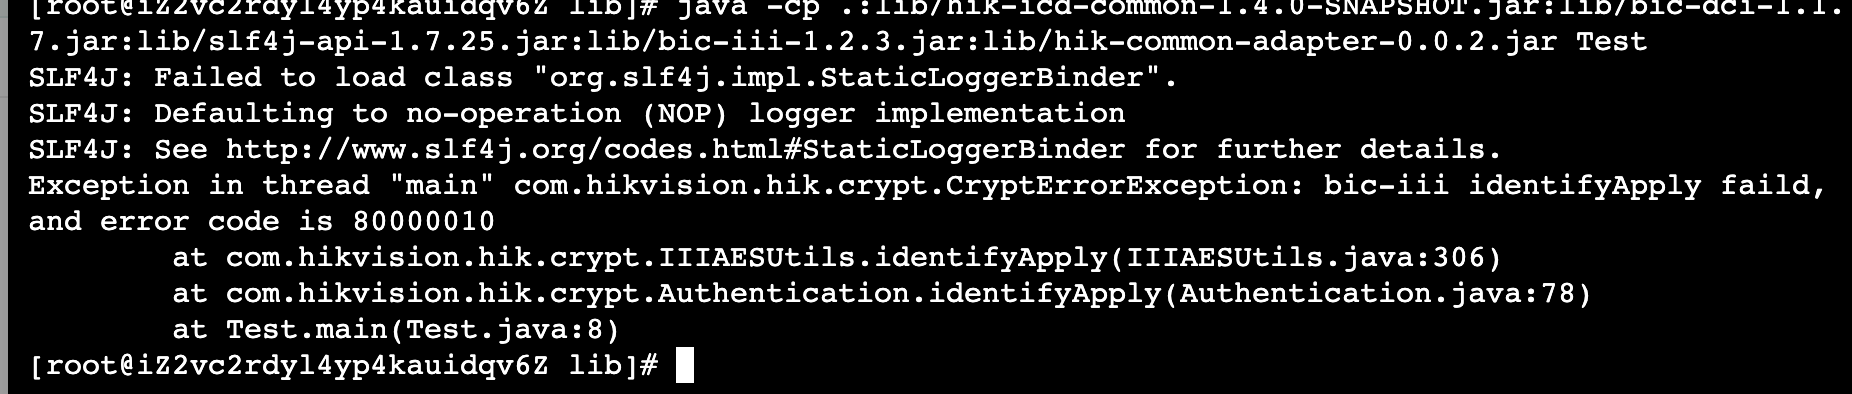 [root@iZ2vc2rdyl4yp4kauidqv6Z lib]# java -cp .:lib/hik-icd-common-1.4.0-SNAPSHOT.jar:lib/bic-dci-1.1.
7.jar:lib/slf4j-api-1.7.25.jar:lib/bic-iii-1.2.3.jar:lib/hik-common-adapter-0.0.2.jar Test
SLF4J: Failed to load class "org.slf4j.impl.StaticLoggerBinder".
SLF4J: Defaulting to no-operation (NOP) logger implementation
SLF4J: See http://www.slf4j.org/codes.html#StaticLoggerBinder for further details.
Exception in thread "main" com.hikvision.hik.crypt.CryptErrorException: bic-iii identifyApply faild,
and error code is 80000010
        at com.hikvision.hik.crypt.IIIAESUtils.identifyApply(IIIAESUtils.java:306)
        at com.hikvision.hik.crypt.Authentication.identifyApply(Authentication.java:78)
        at Test.main(Test.java:8)
[root@iZ2vc2rdyl4yp4kauidqv6Z lib]#